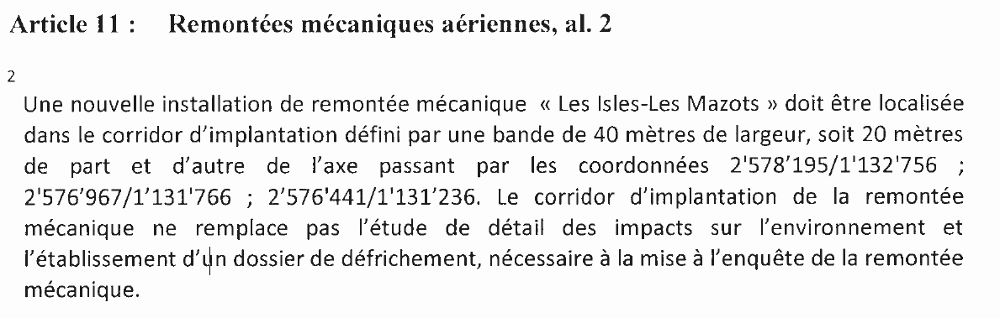 Article 11 : Remontées mécaniques aériennes, al. 2
2
Une nouvelle installation de remontée mécanique « Les Isles-Les Mazots » doit être localisée
dans le corridor d’implantation défini par une bande de 40 mètres de largeur, soit 20 mètres
de part et d’autre de l’axe passant par les coordonnées 2'578’195/1'132'756 ;
2'576’967/1’131'766 ; 2’576'441/1'131’236. Le corridor d’implantation de la remontée
mécanique ne remplace pas l’étude de détail des impacts sur l’environnement et
l’établissement d’un dossier de défrichement, nécessaire à la mise à l’enquête de la remontée
mécanique.